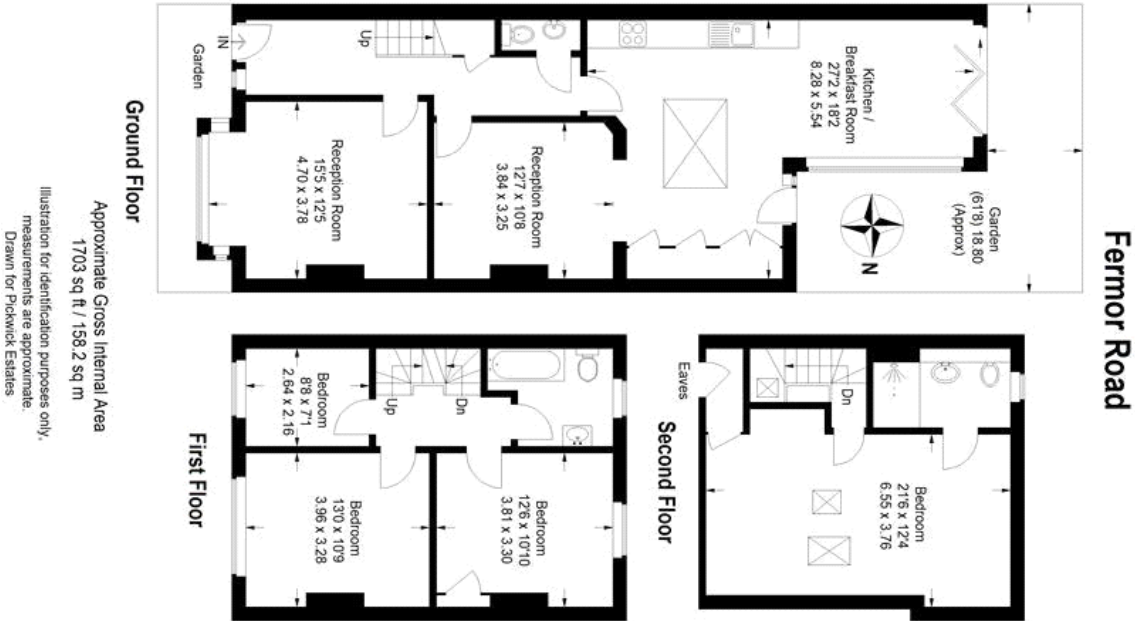 Fermor Road
Garden
(61'8) 18.80
(Approx)
N
Kitchen /
Breakfast Room
27'2 x 18'2
8.28 x 5.54
Reception Room
12'7 x 10'8
3.84 x 3.25
Reception Room
15'5 x 12'5
4.70 x 3.78
Up
IN
Garden
Ground Floor
Bedroom
12'6 x 10'10
3.81 x 3.30
Bedroom
13'0 x 10'9
3.96 x 3.28
Bedroom
8'8 x 7'1
2.64 x 2.16
Dn
Up
First Floor
Bedroom
21'6 x 12'4
6.55 x 3.76
Dn
Eaves
Second Floor
Approximate Gross Internal Area
1703 sq ft / 158.2 sq m
Illustration for identification purposes only,
measurements are approximate.
Drawn for Pickwick Estates